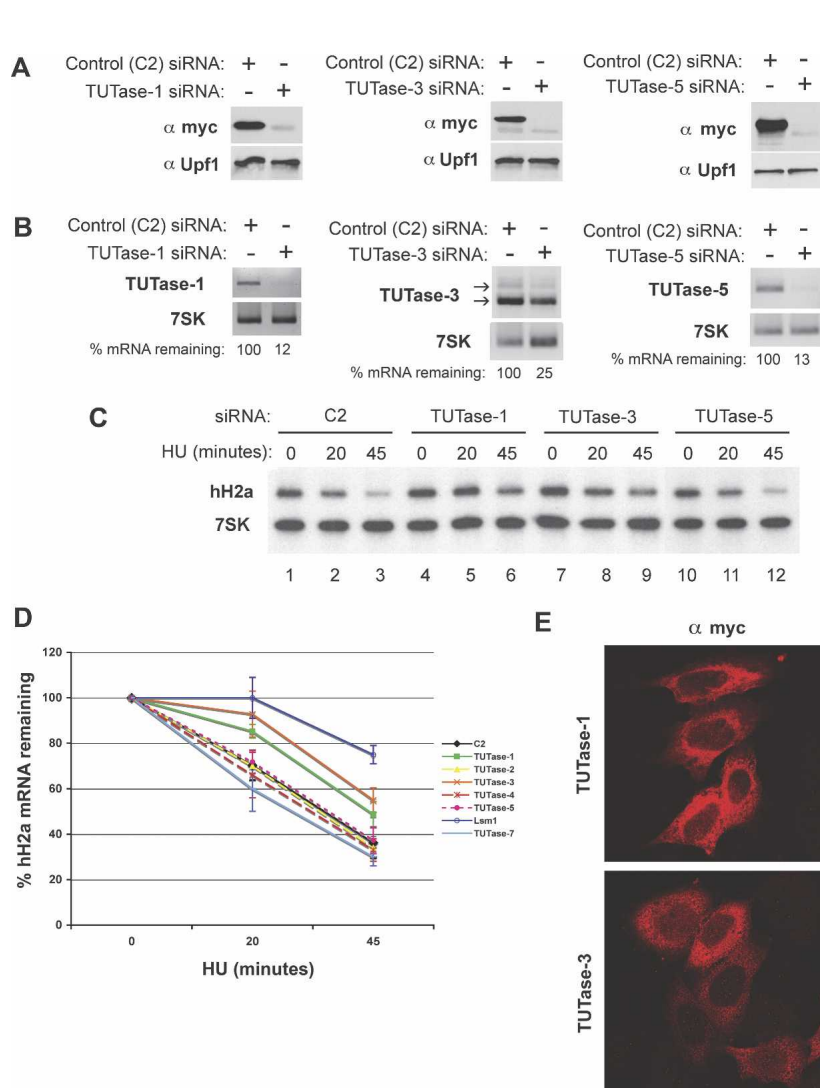 A
Control (C2) siRNA: + -
TUTase-1 siRNA: - +
α myc
α Upf1
Control (C2) siRNA: + -
TUTase-3 siRNA: - +
α myc
α Upf1
Control (C2) siRNA: + -
TUTase-5 siRNA: - +
α myc
α Upf1
B
Control (C2) siRNA: + -
TUTase-1 siRNA: - +
TUTase-1
7SK
% mRNA remaining: 100 12
Control (C2) siRNA: + -
TUTase-3 siRNA: - +
TUTase-3
7SK
% mRNA remaining: 100 25
Control (C2) siRNA: + -
TUTase-5 siRNA: - +
TUTase-5
7SK
% mRNA remaining: 100 13
C
siRNA: C2 TUTase-1 TUTase-3 TUTase-5
HU (minutes): 0 20 45 0 20 45 0 20 45 0 20 45
hH2a
7SK
1 2 3 4 5 6 7 8 9 10 11 12
D
% hH2a mRNA remaining
120
100
80
60
40
20
0
0 20 45
HU (minutes)
C2
TUTase-1
TUTase-2
TUTase-3
TUTase-4
TUTase-5
Lsm1
TUTase-7
E
α myc
TUTase-1
TUTase-3